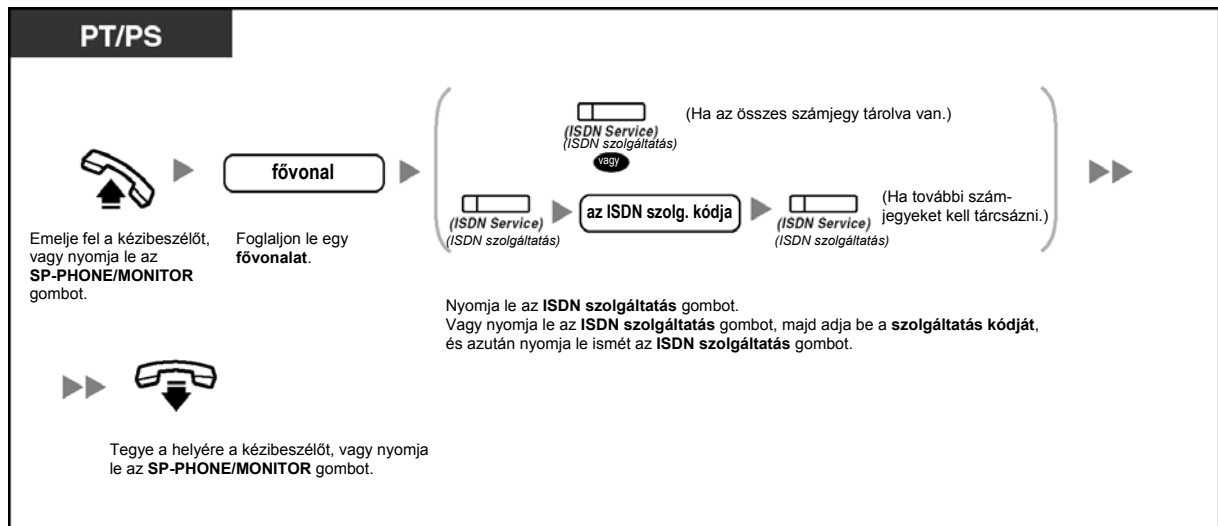 PT/PS
(Ha az összes számjegy tárolva van.)
(ISDN Service)
(ISDN szolgáltatás)
vagy
fővonal
(ISDN Service)
(ISDN szolgáltatás)
az ISDN szolg. kódja
(ISDN Service)
(ISDN szolgáltatás)
(Ha további szám-
jegyeket kell tárcsázni.)
Emelje fel a kézibeszélőt,
vagy nyomja le az
SP-PHONE/MONITOR
gombot.
Foglaljon le egy
fővonalat.
Nyomja le az ISDN szolgáltatás gombot.
Vagy nyomja le az ISDN szolgáltatás gombot, majd adja be a szolgáltatás kódját,
és azután nyomja le ismét az ISDN szolgáltatás gombot.
Tegye a helyére a kézibeszélőt, vagy nyomja
le az SP-PHONE/MONITOR gombot.